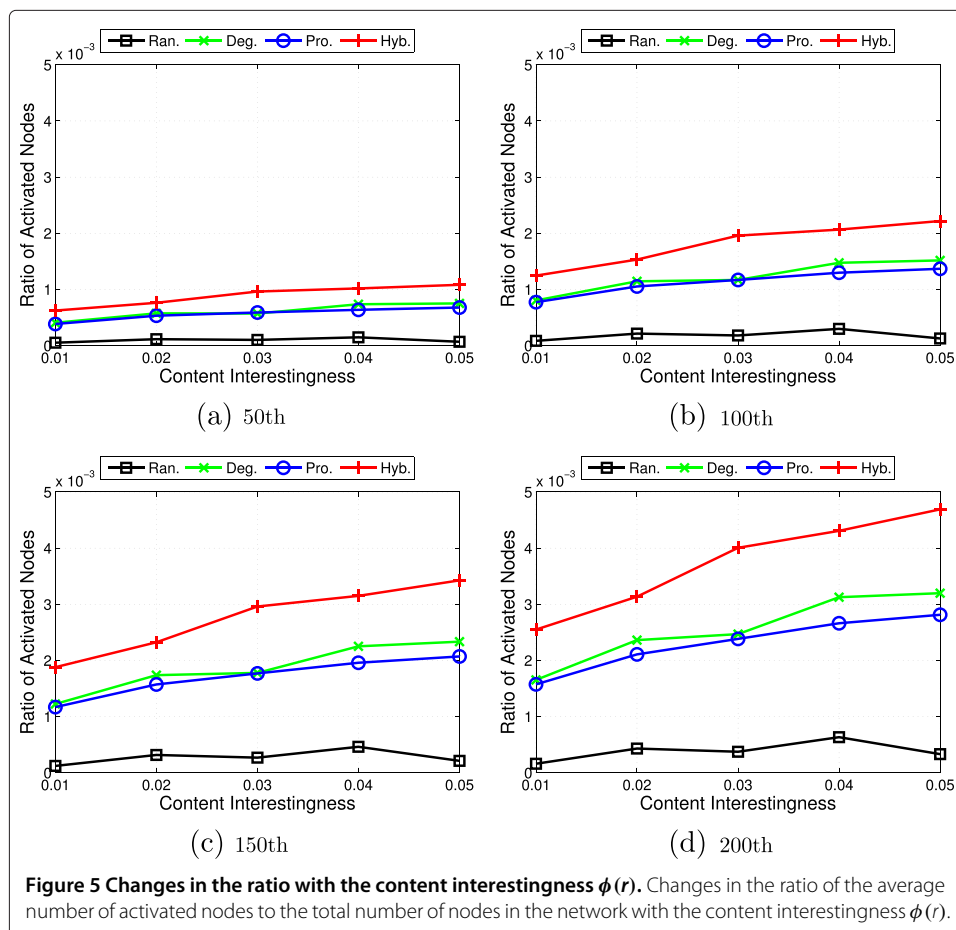 Ran. Deg. Pro. Hyb.
x 10⁻³
5
4
3
2
1
0
Ratio of Activated Nodes
0.01 0.02 0.03 0.04 0.05
Content Interestingness
(a) 50th
Ran. Deg. Pro. Hyb.
x 10⁻³
5
4
3
2
1
0
Ratio of Activated Nodes
0.01 0.02 0.03 0.04 0.05
Content Interestingness
(b) 100th
Ran. Deg. Pro. Hyb.
x 10⁻³
5
4
3
2
1
0
Ratio of Activated Nodes
0.01 0.02 0.03 0.04 0.05
Content Interestingness
(c) 150th
Ran. Deg. Pro. Hyb.
x 10⁻³
5
4
3
2
1
0
Ratio of Activated Nodes
0.01 0.02 0.03 0.04 0.05
Content Interestingness
(d) 200th
Figure 5 Changes in the ratio with the content interestingness ϕ(r). Changes in the ratio of the average
number of activated nodes to the total number of nodes in the network with the content interestingness ϕ(r).